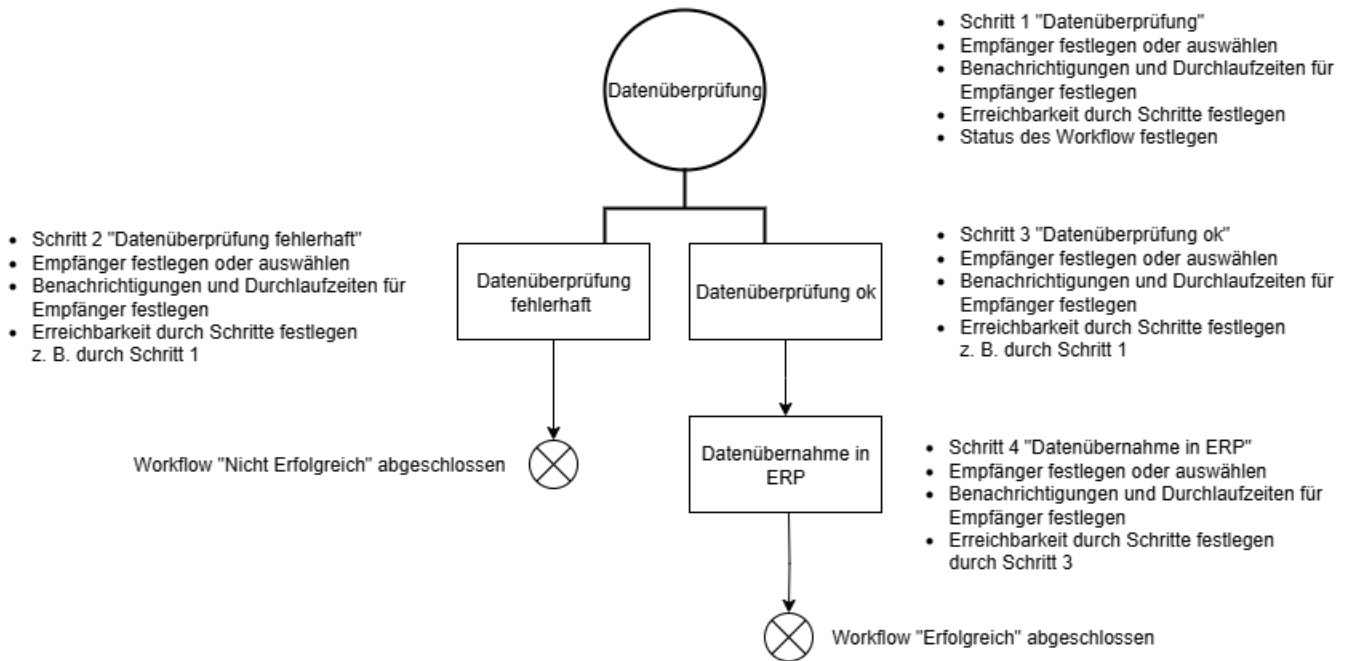 Datenüberprüfung
• Schritt 1 "Datenüberprüfung"
• Empfänger festlegen oder auswählen
• Benachrichtigungen und Durchlaufzeiten für
Empfänger festlegen
• Erreichbarkeit durch Schritte festlegen
• Status des Workflow festlegen
• Schritt 2 "Datenüberprüfung fehlerhaft"
• Empfänger festlegen oder auswählen
• Benachrichtigungen und Durchlaufzeiten für
Empfänger festlegen
• Erreichbarkeit durch Schritte festlegen
z. B. durch Schritt 1
Datenüberprüfung
fehlerhaft
Datenüberprüfung ok
• Schritt 3 "Datenüberprüfung ok"
• Empfänger festlegen oder auswählen
• Benachrichtigungen und Durchlaufzeiten für
Empfänger festlegen
• Erreichbarkeit durch Schritte festlegen
z. B. durch Schritt 1
Workflow "Nicht Erfolgreich" abgeschlossen
Datenübernahme in
ERP
• Schritt 4 "Datenübernahme in ERP"
• Empfänger festlegen oder auswählen
• Benachrichtigungen und Durchlaufzeiten für
Empfänger festlegen
• Erreichbarkeit durch Schritte festlegen
durch Schritt 3
Workflow "Erfolgreich" abgeschlossen